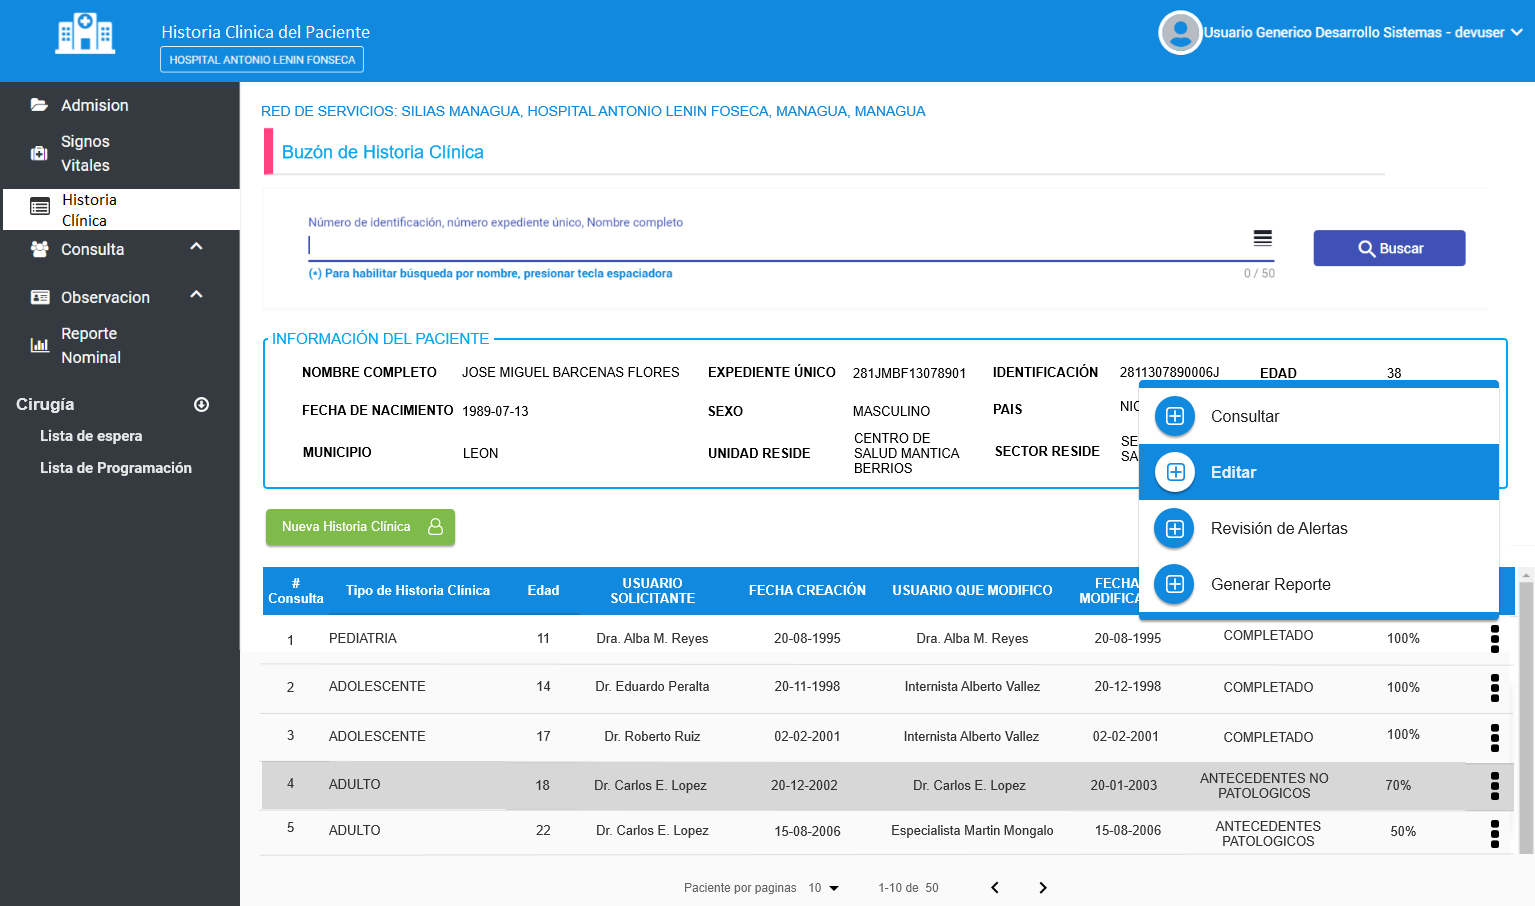 Historia Clinica del Paciente
HOSPITAL ANTONIO LENIN FONSECA
Usuario Generico Desarrollo Sistemas - devuser
Admision
Signos
Vitales
Historia
Clínica
Consulta
Observacion
Reporte
Nominal
Cirugía
Lista de espera
Lista de Programación
RED DE SERVICIOS: SILIAS MANAGUA, HOSPITAL ANTONIO LENIN FOSECA, MANAGUA, MANAGUA
Buzón de Historia Clínica
Número de identificación, número expediente único, Nombre completo
(*) Para habilitar búsqueda por nombre, presionar tecla espaciadora
0 / 50
Buscar
INFORMACIÓN DEL PACIENTE
NOMBRE COMPLETO JOSE MIGUEL BARCENAS FLORES EXPEDIENTE ÚNICO 281JMBF13078901 IDENTIFICACIÓN 2811307890006J EDAD 38
FECHA DE NACIMIENTO 1989-07-13 SEXO MASCULINO PAIS NIC
MUNICIPIO LEON UNIDAD RESIDE CENTRO DE
SALUD MANTICA
BERRIOS
SECTOR RESIDE SE
SA
Consultar
Editar
Revisión de Alertas
Generar Reporte
Nueva Historia Clínica
#
Consulta
Tipo de Historia Clínica
Edad
USUARIO
SOLICITANTE
FECHA CREACIÓN
USUARIO QUE MODIFICO
FECHA
MODIFICA
1 PEDIATRIA 11 Dra. Alba M. Reyes 20-08-1995 Dra. Alba M. Reyes 20-08-1995 COMPLETADO 100%
2 ADOLESCENTE 14 Dr. Eduardo Peralta 20-11-1998 Internista Alberto Vallez 20-12-1998 COMPLETADO 100%
3 ADOLESCENTE 17 Dr. Roberto Ruiz 02-02-2001 Internista Alberto Vallez 02-02-2001 COMPLETADO 100%
4 ADULTO 18 Dr. Carlos E. Lopez 20-12-2002 Dr. Carlos E. Lopez 20-01-2003 ANTECEDENTES NO
PATOLOGICOS 70%
5 ADULTO 22 Dr. Carlos E. Lopez 15-08-2006 Especialista Martin Mongalo 15-08-2006 ANTECEDENTES
PATOLOGICOS 50%
Paciente por paginas 10 1-10 de 50